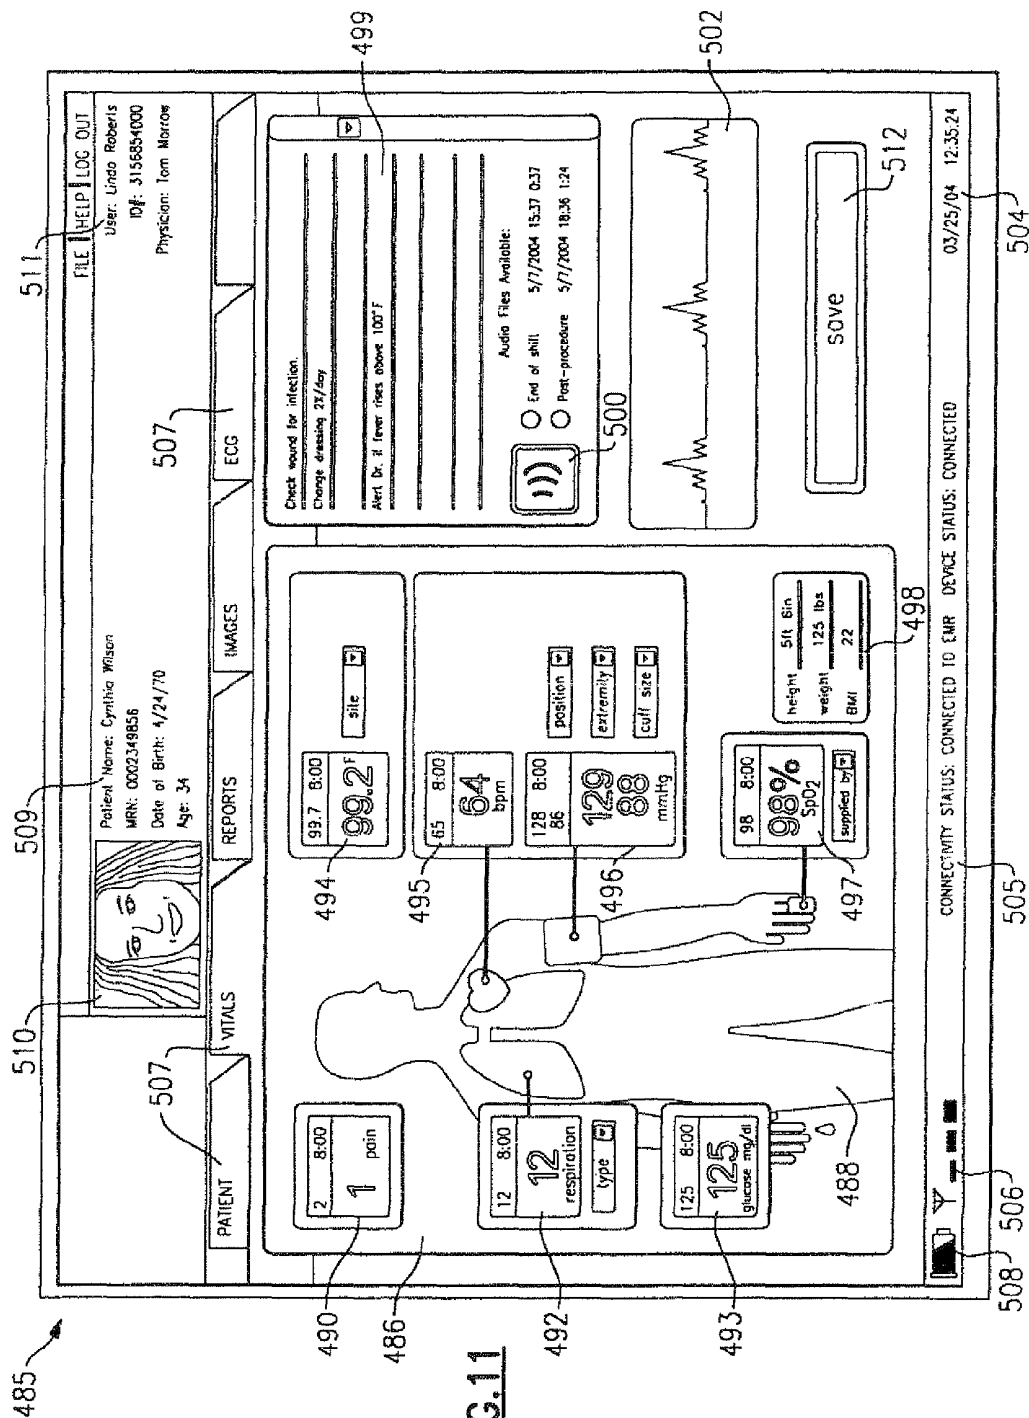 485
510
509
511
FILE HELP LOG OUT
Patient Name: Cynthia Wilson
MRN: 0002349856
Date of Birth: 4/24/70
Age: 34
User: Linda Roberts
ID#: 3156854000
Physician: Tom Morrow
507
507
PATIENT
VITALS
REPORTS
IMAGES
ECG
490
2 8:00
1
pain
486
492
12 8:00
12
respiration
type
493
125 8:00
125
glucose mg/dl
488
494
99.7 8:00
99.2 F
site
495
65 8:00
64
bpm
128 8:00
86
129
88
mmHg
496
position
extremity
cuff size
98 8:00
98%
SpO2
supplied by
497
height 5ft 6in
weight 125 lbs
BMI 22
498
Check wound for infection.
Change dressing 2X/day
Alert Dr. if fever rises above 100°F
499
Audio Files Available:
End of shift 5/7/2004 15:37 0:37
Post-procedure 5/7/2004 18:36 1:24
500
502
save
512
CONNECTIVITY STATUS: CONNECTED TO EMR DEVICE STATUS: CONNECTED
03/25/04 12:35:24
508
506
505
504
G.11